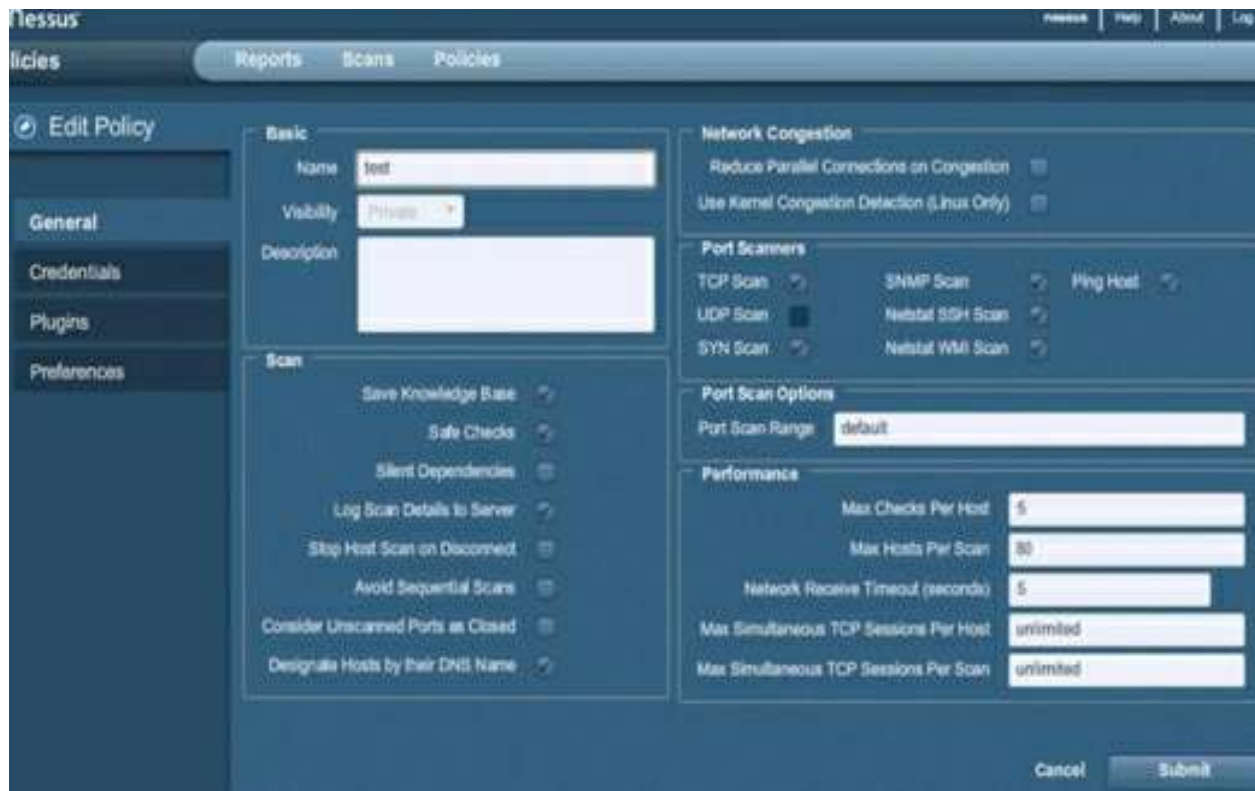 nessus
nessus Help About Log
licies
Reports Scans Policies
Edit Policy
General
Credentials
Plugins
Preferences
Basic
Name test
Visibility Private
Description
Scan
Save Knowledge Base
Safe Checks
Silent Dependencies
Log Scan Details to Server
Stop Host Scan on Disconnect
Avoid Sequential Scans
Consider Unscanned Ports as Closed
Designate Hosts by their DNS Name
Network Congestion
Reduce Parallel Connections on Congestion
Use Kernel Congestion Detection (Linux Only)
Port Scanners
TCP Scan SNMP Scan Ping Host
UDP Scan Netstat SSH Scan
SYN Scan Netstat WMI Scan
Port Scan Options
Port Scan Range default
Performance
Max Checks Per Host 5
Max Hosts Per Scan 80
Network Receive Timeout (seconds) 5
Max Simultaneous TCP Sessions Per Host unlimited
Max Simultaneous TCP Sessions Per Scan unlimited
Cancel Submit